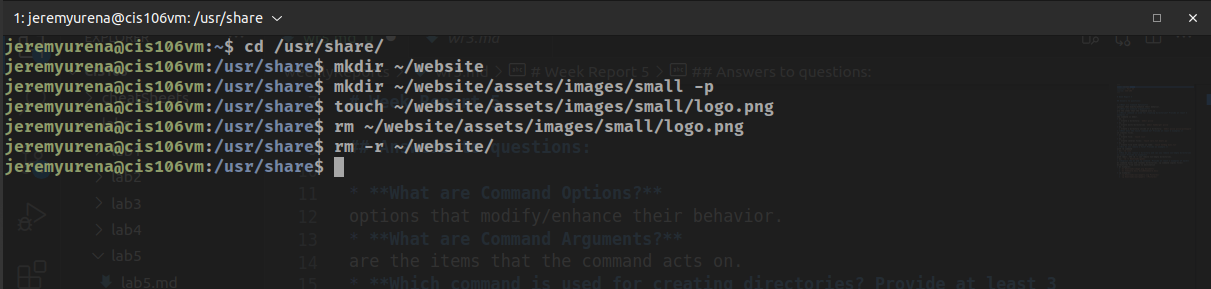 1: jeremyurena@cis106vm: /usr/share
jeremyurena@cis106vm:~$ cd /usr/share/
jeremyurena@cis106vm:/usr/share$ mkdir ~/website
jeremyurena@cis106vm:/usr/share$ mkdir ~/website/assets/images/small -p
jeremyurena@cis106vm:/usr/share$ touch ~/website/assets/images/small/logo.png
jeremyurena@cis106vm:/usr/share$ rm ~/website/assets/images/small/logo.png
jeremyurena@cis106vm:/usr/share$ rm -r ~/website/
jeremyurena@cis106vm:/usr/share$
# Week Report 5 > ## Answers to questions:
questions:
lab2
lab3
lab4
lab5
lab5.md
11 * **What are Command Options?**
12 options that modify/enhance their behavior.
13 * **What are Command Arguments?**
14 are the items that the command acts on.
15 * **Which command is used for creating directories? Provide at least 3